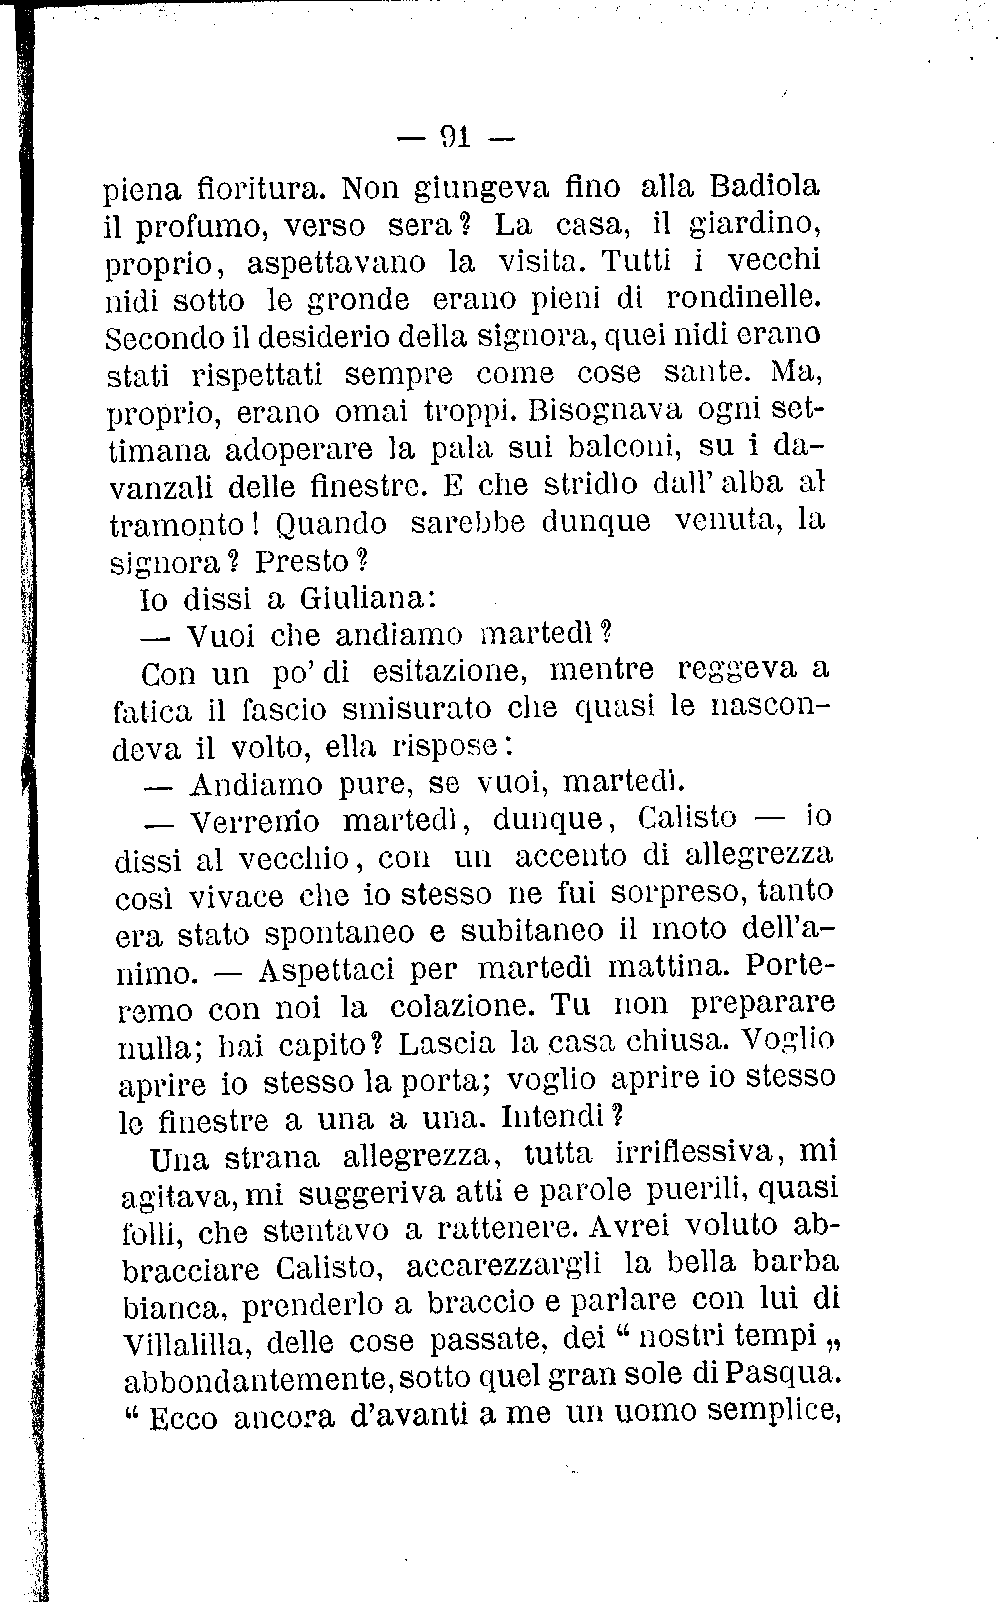 — 91 —
piena fioritura. Non giungeva fino alla Badiola
il profumo, verso sera? La casa, il giardino,
proprio, aspettavano la visita. Tutti i vecchi
nidi sotto le gronde erano pieni di rondinelle.
Secondo il desiderio della signora, quei nidi erano
stati rispettati sempre come cose sante. Ma,
proprio, erano omai troppi. Bisognava ogni set-
timana adoperare la pala sui balconi, su i da-
vanzali delle finestre. E che stridìo dall' alba al
tramonto! Quando sarebbe dunque venuta, la
signora? Presto?
Io dissi a Giuliana:
— Vuoi che andiamo martedì?
Con un po' di esitazione, mentre reggeva a
fatica il fascio smisurato che quasi le nascon-
deva il volto, ella rispose:
— Andiamo pure, se vuoi, martedì.
— Verremo martedì, dunque, Calisto — io
dissi al vecchio, con un accento di allegrezza
così vivace che io stesso ne fui sorpreso, tanto
era stato spontaneo e subitaneo il moto dell'a-
nimo. — Aspettaci per martedì mattina. Porte-
remo con noi la colazione. Tu non preparare
nulla; hai capito? Lascia la casa chiusa. Voglio
aprire io stesso la porta; voglio aprire io stesso
le finestre a una a una. Intendi?
Una strana allegrezza, tutta irriflessiva, mi
agitava, mi suggeriva atti e parole puerili, quasi
folli, che stentavo a rattenere. Avrei voluto ab-
bracciare Calisto, accarezzargli la bella barba
bianca, prenderlo a braccio e parlare con lui di
Villalilla, delle cose passate, dei “ nostri tempi „
abbondantemente, sotto quel gran sole di Pasqua.
“ Ecco ancora d'avanti a me un uomo semplice,